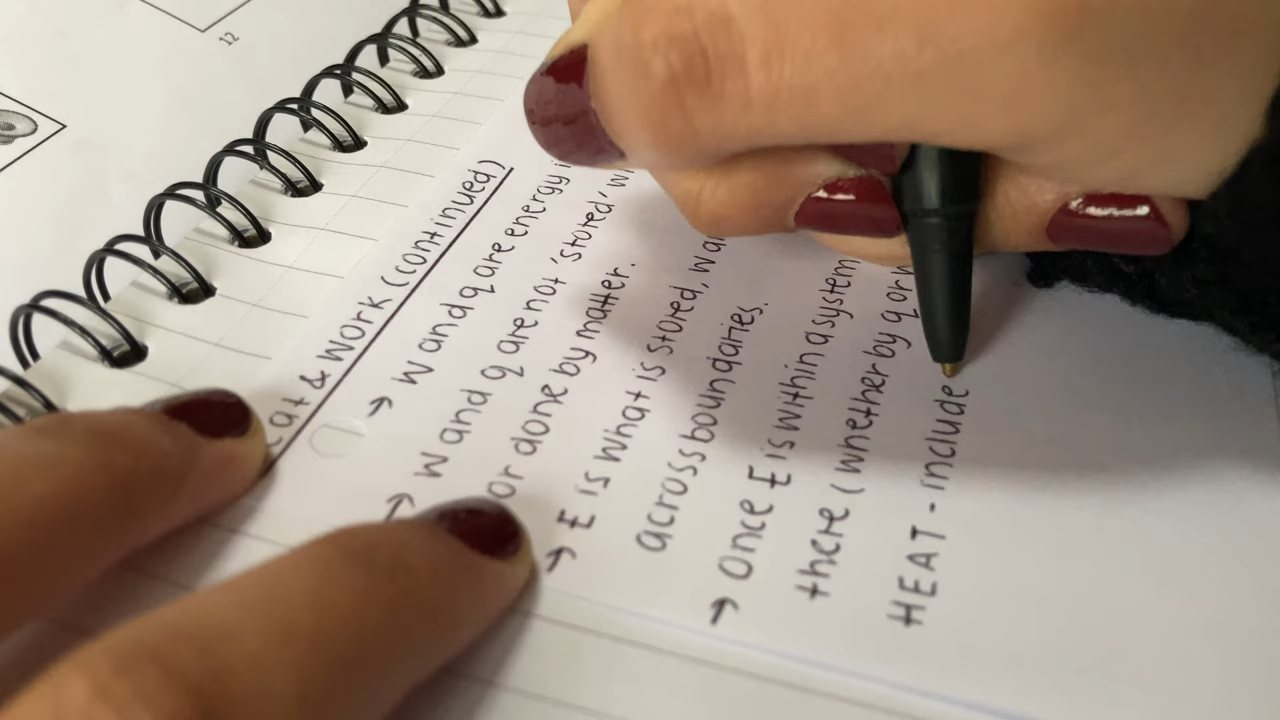 12
& Work (continued)
→ W and q are energy
→ W and q are not 'stored'
or done by matter.
→ E is what is stored,
across boundaries.
→ Once E is within a system
there (whether by q or
HEAT - include